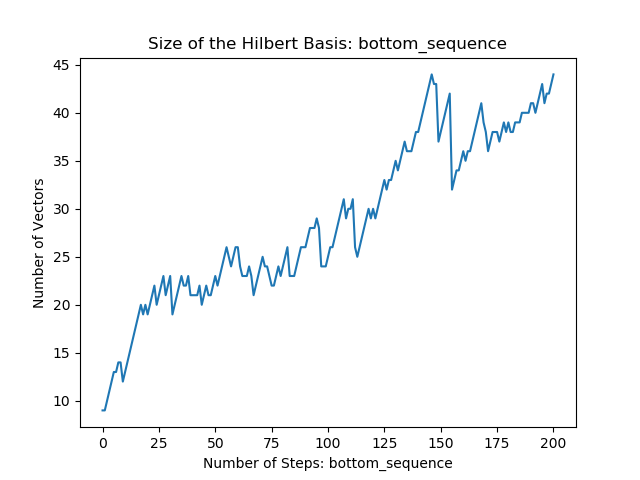 Size of the Hilbert Basis: bottom_sequence
Number of Vectors
45
40
35
30
25
20
15
10
0 25 50 75 100 125 150 175 200
Number of Steps: bottom_sequence